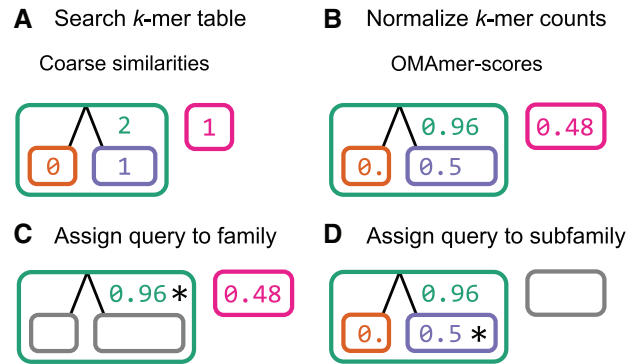 A Search k-mer table
Coarse similarities
2
1
0
1
B Normalize k-mer counts
OMAmer-scores
0.96
0.48
0.
0.5
C Assign query to family
0.96 *
0.48
D Assign query to subfamily
0.96
0.
0.5 *